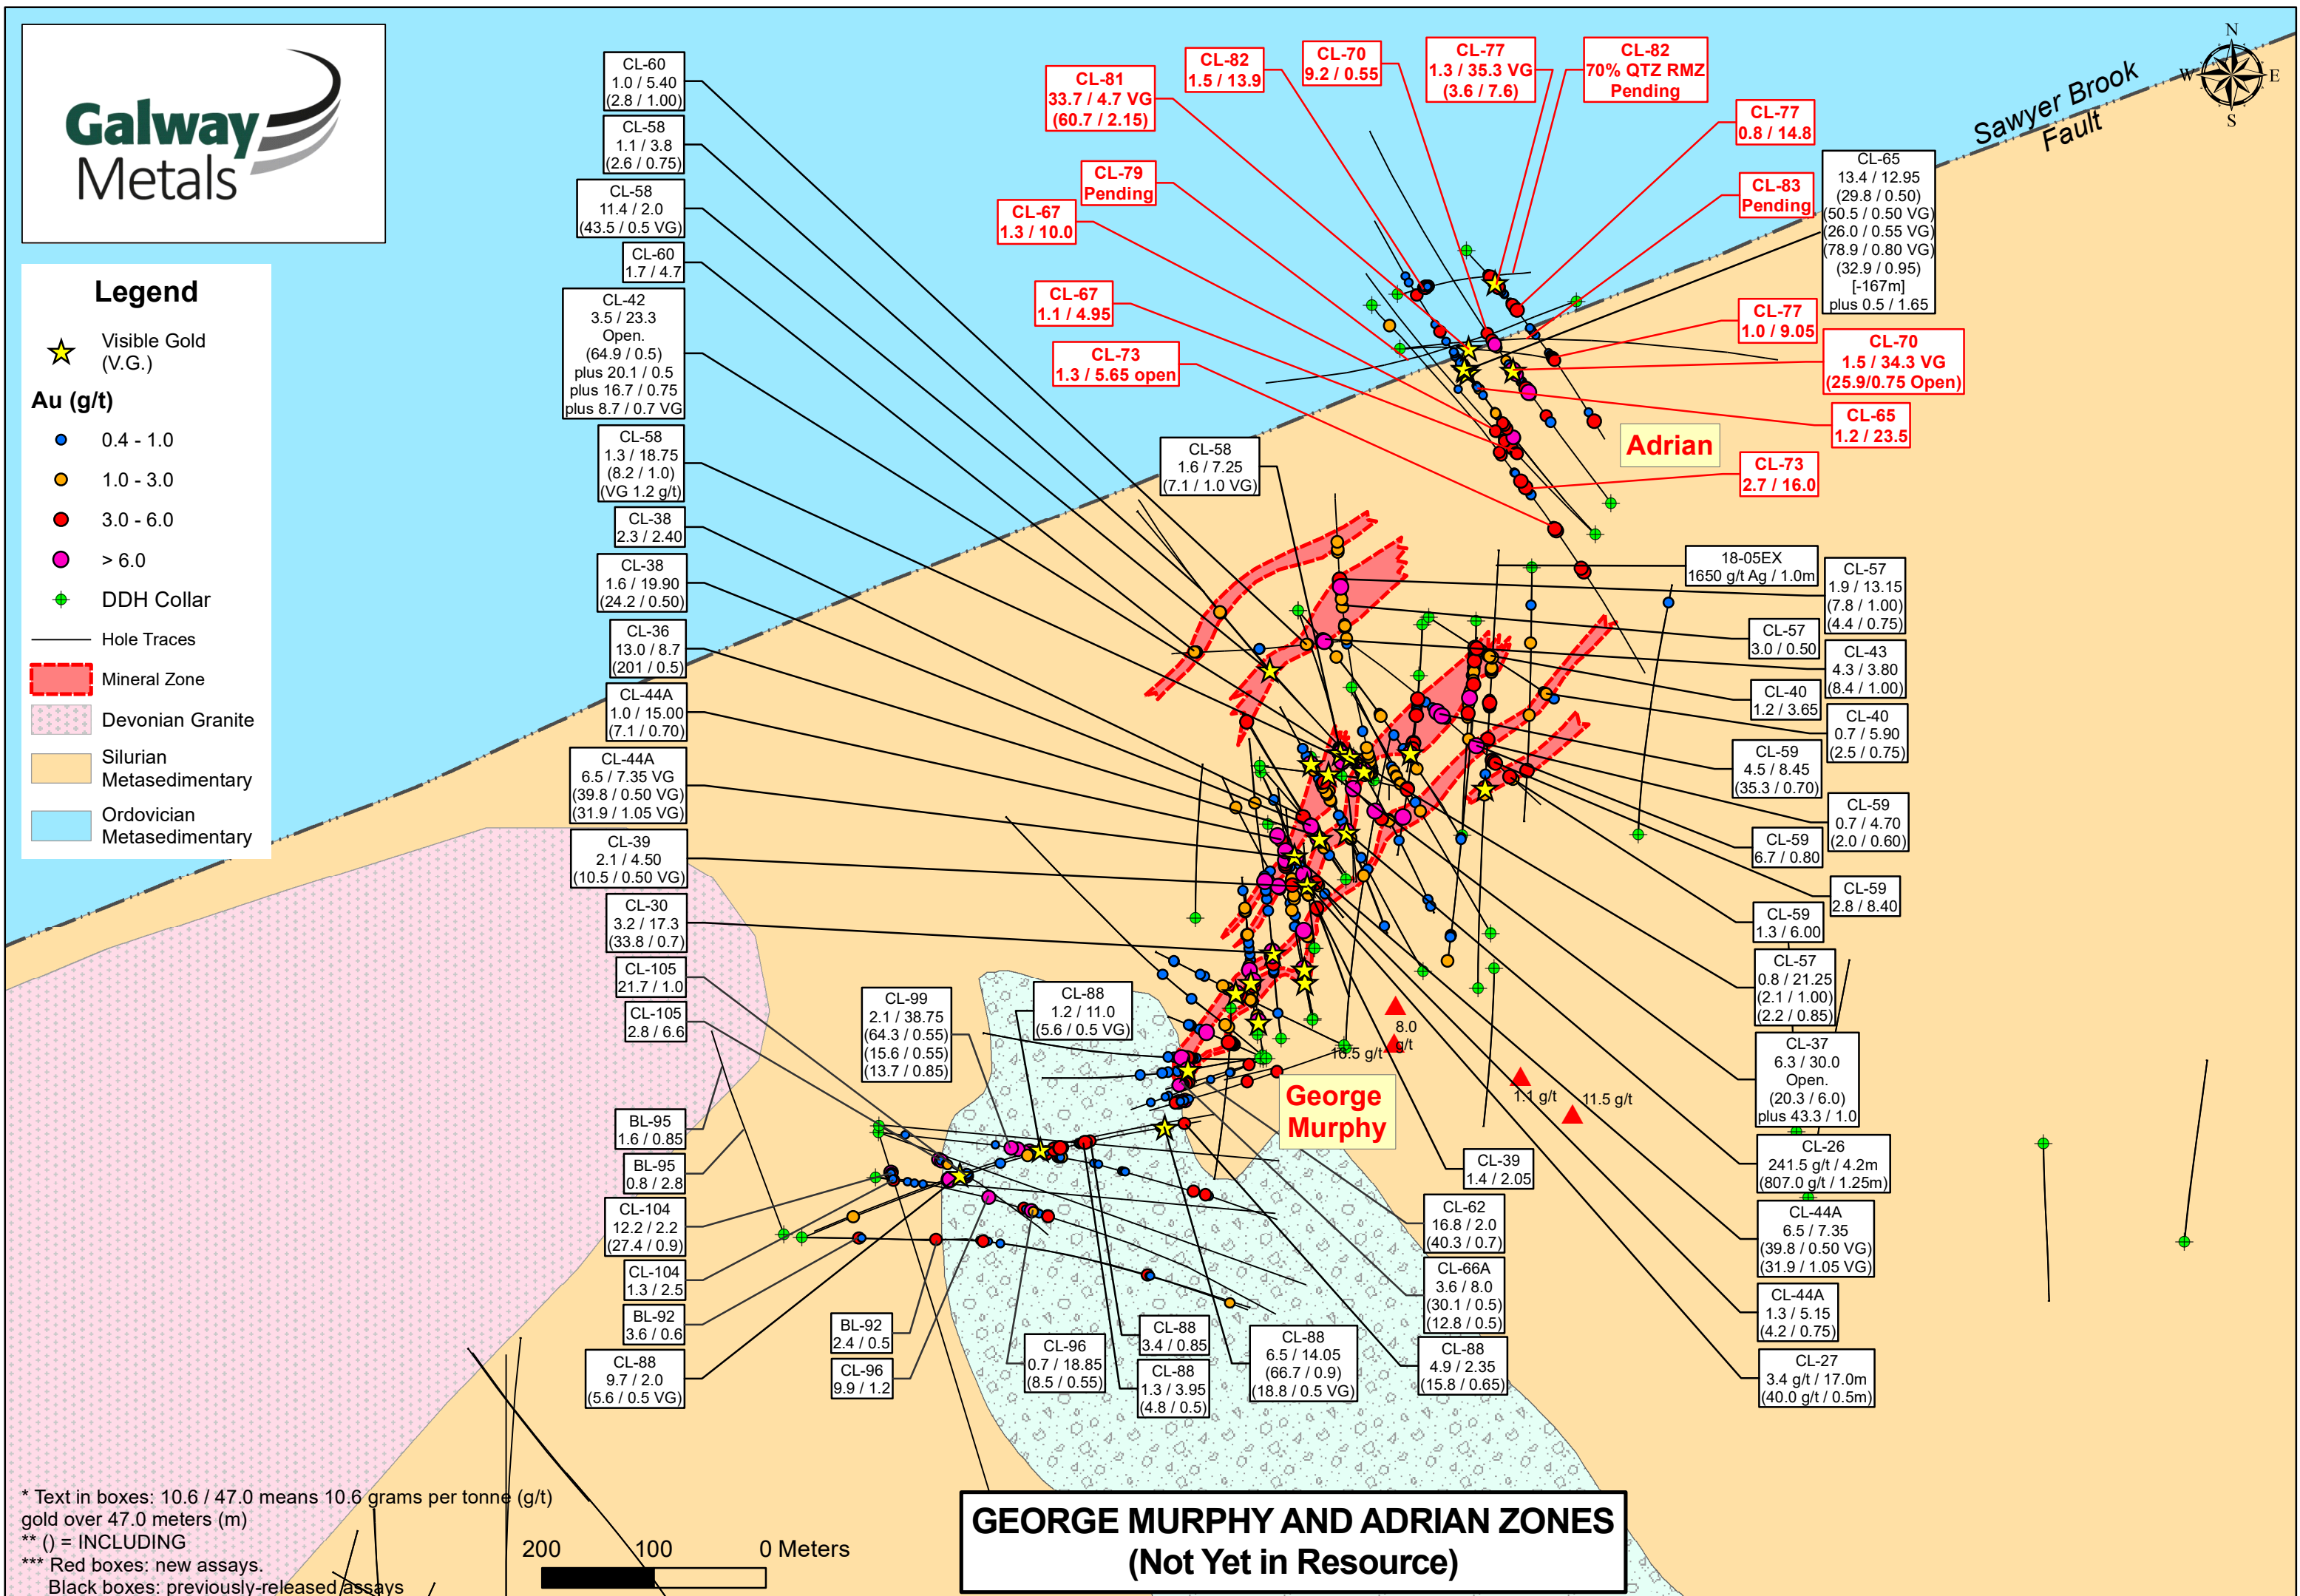 Galway
Metals
Legend
Visible Gold
(V.G.)
Au (g/t)
0.4 - 1.0
1.0 - 3.0
3.0 - 6.0
> 6.0
DDH Collar
Hole Traces
Mineral Zone
Devonian Granite
Silurian
Metasedimentary
Ordovician
Metasedimentary
CL-60
1.0 / 5.40
(2.8 / 1.00)
CL-58
1.1 / 3.8
(2.6 / 0.75)
CL-58
11.4 / 2.0
(43.5 / 0.5 VG)
CL-60
1.7 / 4.7
CL-42
3.5 / 23.3
Open.
(64.9 / 0.5)
plus 20.1 / 0.5
plus 16.7 / 0.75
plus 8.7 / 0.7 VG
CL-58
1.3 / 18.75
(8.2 / 1.0)
(VG 1.2 g/t)
CL-38
2.3 / 2.40
CL-38
1.6 / 19.90
(24.2 / 0.50)
CL-36
13.0 / 8.7
(201 / 0.5)
CL-44A
1.0 / 15.00
(7.1 / 0.70)
CL-44A
6.5 / 7.35 VG
(39.8 / 0.50 VG)
(31.9 / 1.05 VG)
CL-39
2.1 / 4.50
(10.5 / 0.50 VG)
CL-30
3.2 / 17.3
(33.8 / 0.7)
CL-105
21.7 / 1.0
CL-105
2.8 / 6.6
BL-95
1.6 / 0.85
BL-95
0.8 / 2.8
CL-104
12.2 / 2.2
(27.4 / 0.9)
CL-104
1.3 / 2.5
BL-92
3.6 / 0.6
CL-88
9.7 / 2.0
(5.6 / 0.5 VG)
CL-81
33.7 / 4.7 VG
(60.7 / 2.15)
CL-82
1.5 / 13.9
CL-70
9.2 / 0.55
CL-77
1.3 / 35.3 VG
(3.6 / 7.6)
CL-82
70% QTZ RMZ
Pending
CL-77
0.8 / 14.8
CL-79
Pending
CL-67
1.3 / 10.0
CL-67
1.1 / 4.95
CL-73
1.3 / 5.65 open
CL-83
Pending
CL-65
13.4 / 12.95
(29.8 / 0.50)
(50.5 / 0.50 VG)
(26.0 / 0.55 VG)
(78.9 / 0.80 VG)
(32.9 / 0.95)
[-167m]
plus 0.5 / 1.65
CL-77
1.0 / 9.05
CL-70
1.5 / 34.3 VG
(25.9/0.75 Open)
CL-65
1.2 / 23.5
CL-73
2.7 / 16.0
Sawyer Brook
Fault
N
W
E
S
Adrian
CL-58
1.6 / 7.25
(7.1 / 1.0 VG)
18-05EX
1650 g/t Ag / 1.0m
CL-57
1.9 / 13.15
(7.8 / 1.00)
(4.4 / 0.75)
CL-57
3.0 / 0.50
CL-43
4.3 / 3.80
(8.4 / 1.00)
CL-40
1.2 / 3.65
CL-40
0.7 / 5.90
(2.5 / 0.75)
CL-59
4.5 / 8.45
(35.3 / 0.70)
CL-59
0.7 / 4.70
(2.0 / 0.60)
CL-59
6.7 / 0.80
CL-59
2.8 / 8.40
CL-59
1.3 / 6.00
CL-57
0.8 / 21.25
(2.1 / 1.00)
(2.2 / 0.85)
CL-37
6.3 / 30.0
Open.
(20.3 / 6.0)
plus 43.3 / 1.0
CL-26
241.5 g/t / 4.2m
(807.0 g/t / 1.25m)
CL-44A
6.5 / 7.35
(39.8 / 0.50 VG)
(31.9 / 1.05 VG)
CL-44A
1.3 / 5.15
(4.2 / 0.75)
CL-27
3.4 g/t / 17.0m
(40.0 g/t / 0.5m)
8.0
g/t
16.5 g/t
1.1 g/t
11.5 g/t
George
Murphy
CL-39
1.4 / 2.05
CL-62
16.8 / 2.0
(40.3 / 0.7)
CL-66A
3.6 / 8.0
(30.1 / 0.5)
(12.8 / 0.5)
CL-88
4.9 / 2.35
(15.8 / 0.65)
CL-99
2.1 / 38.75
(64.3 / 0.55)
(15.6 / 0.55)
(13.7 / 0.85)
CL-88
1.2 / 11.0
(5.6 / 0.5 VG)
BL-92
2.4 / 0.5
CL-96
9.9 / 1.2
CL-96
0.7 / 18.85
(8.5 / 0.55)
CL-88
3.4 / 0.85
CL-88
1.3 / 3.95
(4.8 / 0.5)
CL-88
6.5 / 14.05
(66.7 / 0.9)
(18.8 / 0.5 VG)
* Text in boxes: 10.6 / 47.0 means 10.6 grams per tonne (g/t)
gold over 47.0 meters (m)
** () = INCLUDING
*** Red boxes: new assays.
Black boxes: previously-released assays
200 100 0 Meters
GEORGE MURPHY AND ADRIAN ZONES
(Not Yet in Resource)